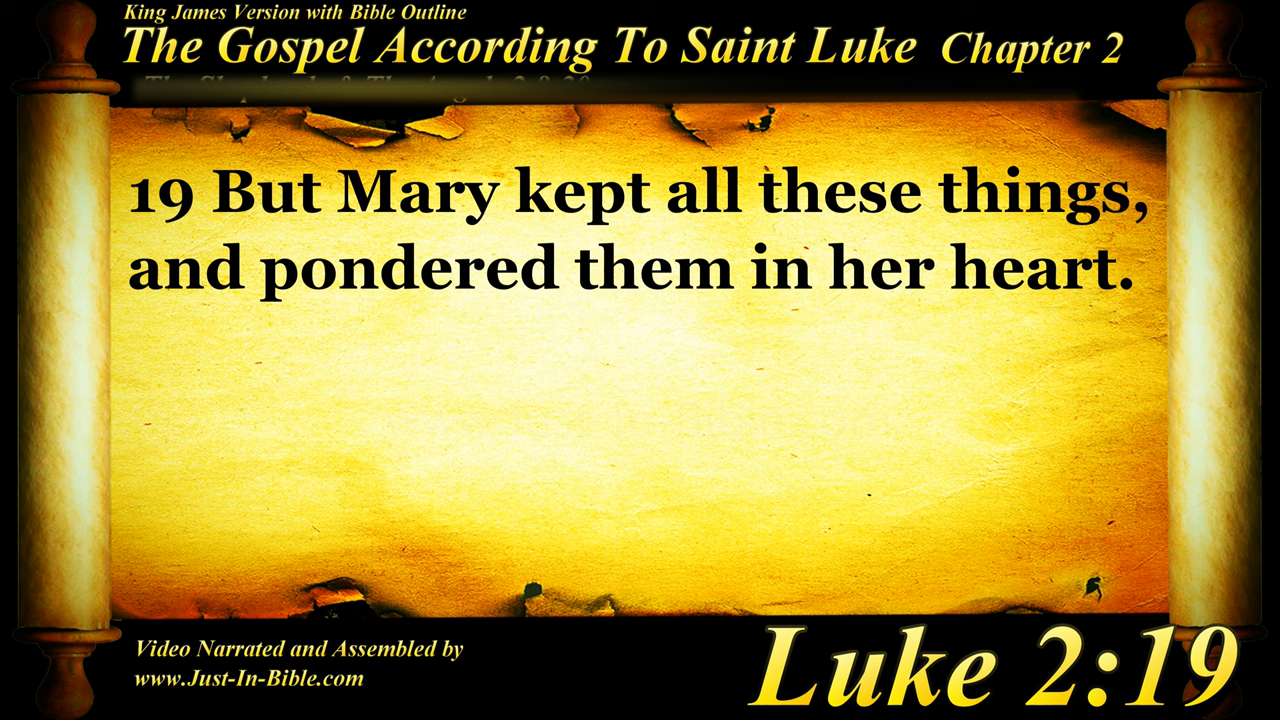 King James Version with Bible Outline
The Gospel According To Saint Luke Chapter 2
19 But Mary kept all these things,
and pondered them in her heart.
Video Narrated and Assembled by
www.Just-In-Bible.com
Luke 2:19